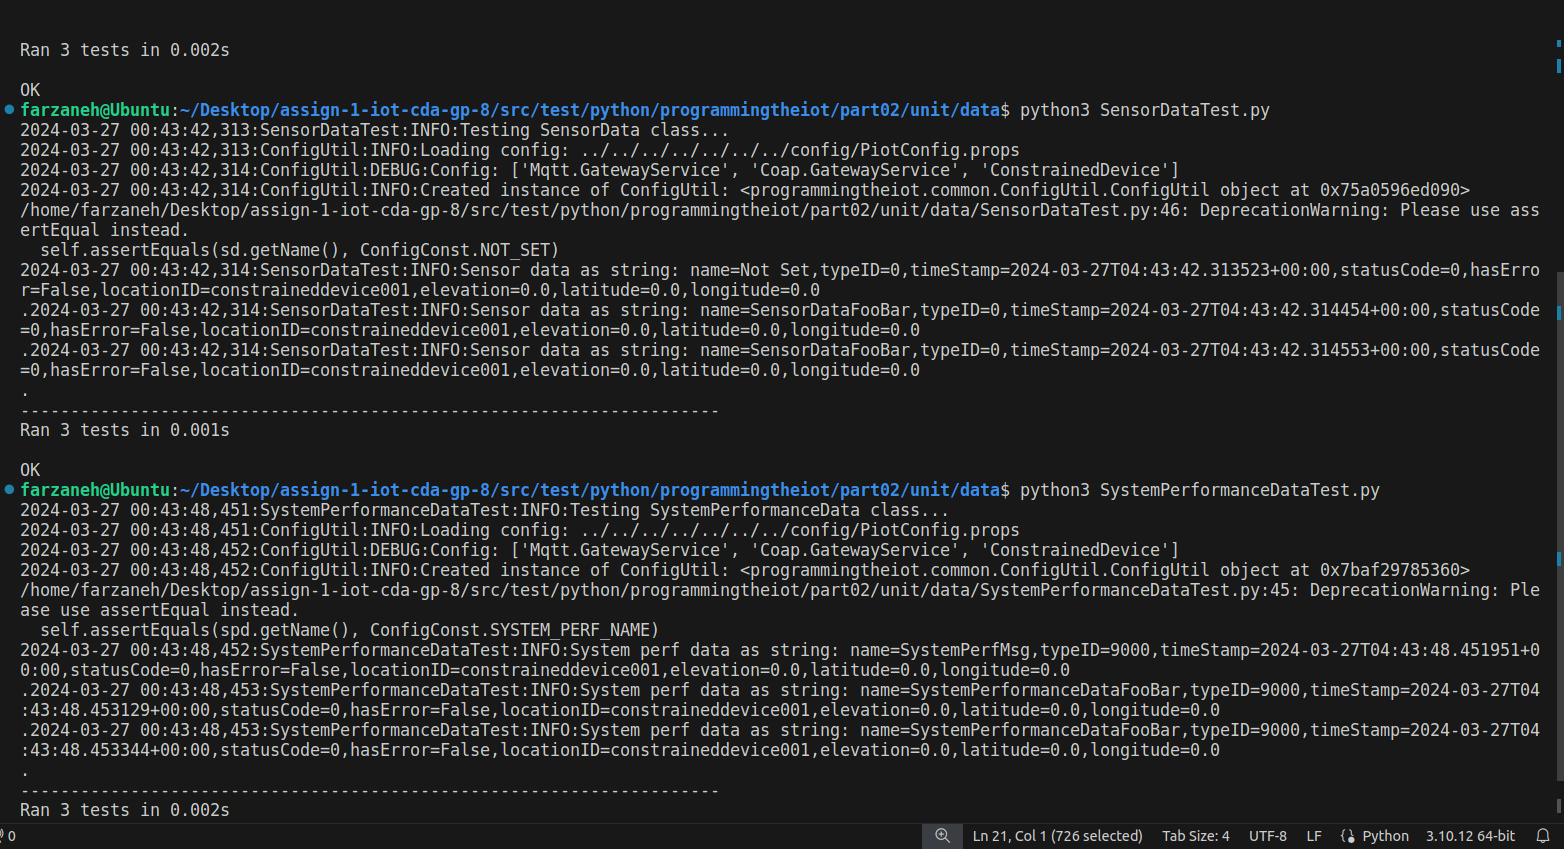 Ran 3 tests in 0.002s
OK
farzaneh@Ubuntu:~/Desktop/assign-1-iot-cda-gp-8/src/test/python/programmingtheiot/part02/unit/data$ python3 SensorDataTest.py
2024-03-27 00:43:42,313:SensorDataTest:INFO:Testing SensorData class...
2024-03-27 00:43:42,313:ConfigUtil:INFO:Loading config: ../../../../../../../config/PiotConfig.props
2024-03-27 00:43:42,314:ConfigUtil:DEBUG:Config: ['Mqtt.GatewayService', 'Coap.GatewayService', 'ConstrainedDevice']
2024-03-27 00:43:42,314:ConfigUtil:INFO:Created instance of ConfigUtil: <programmingtheiot.common.ConfigUtil.ConfigUtil object at 0x75a0596ed090>
/home/farzaneh/Desktop/assign-1-iot-cda-gp-8/src/test/python/programmingtheiot/part02/unit/data/SensorDataTest.py:46: DeprecationWarning: Please use ass
ertEqual instead.
self.assertEquals(sd.getName(), ConfigConst.NOT_SET)
2024-03-27 00:43:42,314:SensorDataTest:INFO:Sensor data as string: name=Not Set,typeID=0,timeStamp=2024-03-27T04:43:42.313523+00:00,statusCode=0,hasErro
r=False,locationID=constraineddevice001,elevation=0.0,latitude=0.0,longitude=0.0
.2024-03-27 00:43:42,314:SensorDataTest:INFO:Sensor data as string: name=SensorDataFooBar,typeID=0,timeStamp=2024-03-27T04:43:42.314454+00:00,statusCode
=0,hasError=False,locationID=constraineddevice001,elevation=0.0,latitude=0.0,longitude=0.0
.2024-03-27 00:43:42,314:SensorDataTest:INFO:Sensor data as string: name=SensorDataFooBar,typeID=0,timeStamp=2024-03-27T04:43:42.314553+00:00,statusCode
=0,hasError=False,locationID=constraineddevice001,elevation=0.0,latitude=0.0,longitude=0.0
.
----------------------------------------------------------------------
Ran 3 tests in 0.001s
OK
farzaneh@Ubuntu:~/Desktop/assign-1-iot-cda-gp-8/src/test/python/programmingtheiot/part02/unit/data$ python3 SystemPerformanceDataTest.py
2024-03-27 00:43:48,451:SystemPerformanceDataTest:INFO:Testing SystemPerformanceData class...
2024-03-27 00:43:48,451:ConfigUtil:INFO:Loading config: ../../../../../../../config/PiotConfig.props
2024-03-27 00:43:48,452:ConfigUtil:DEBUG:Config: ['Mqtt.GatewayService', 'Coap.GatewayService', 'ConstrainedDevice']
2024-03-27 00:43:48,452:ConfigUtil:INFO:Created instance of ConfigUtil: <programmingtheiot.common.ConfigUtil.ConfigUtil object at 0x7baf29785360>
/home/farzaneh/Desktop/assign-1-iot-cda-gp-8/src/test/python/programmingtheiot/part02/unit/data/SystemPerformanceDataTest.py:45: DeprecationWarning: Ple
ase use assertEqual instead.
self.assertEquals(spd.getName(), ConfigConst.SYSTEM_PERF_NAME)
2024-03-27 00:43:48,452:SystemPerformanceDataTest:INFO:System perf data as string: name=SystemPerfMsg,typeID=9000,timeStamp=2024-03-27T04:43:48.451951+0
0:00,statusCode=0,hasError=False,locationID=constraineddevice001,elevation=0.0,latitude=0.0,longitude=0.0
.2024-03-27 00:43:48,453:SystemPerformanceDataTest:INFO:System perf data as string: name=SystemPerformanceDataFooBar,typeID=9000,timeStamp=2024-03-27T04
:43:48.453129+00:00,statusCode=0,hasError=False,locationID=constraineddevice001,elevation=0.0,latitude=0.0,longitude=0.0
.2024-03-27 00:43:48,453:SystemPerformanceDataTest:INFO:System perf data as string: name=SystemPerformanceDataFooBar,typeID=9000,timeStamp=2024-03-27T04
:43:48.453344+00:00,statusCode=0,hasError=False,locationID=constraineddevice001,elevation=0.0,latitude=0.0,longitude=0.0
.
----------------------------------------------------------------------
Ran 3 tests in 0.002s
0 Ln 21, Col 1 (726 selected) Tab Size: 4 UTF-8 LF Python 3.10.12 64-bit